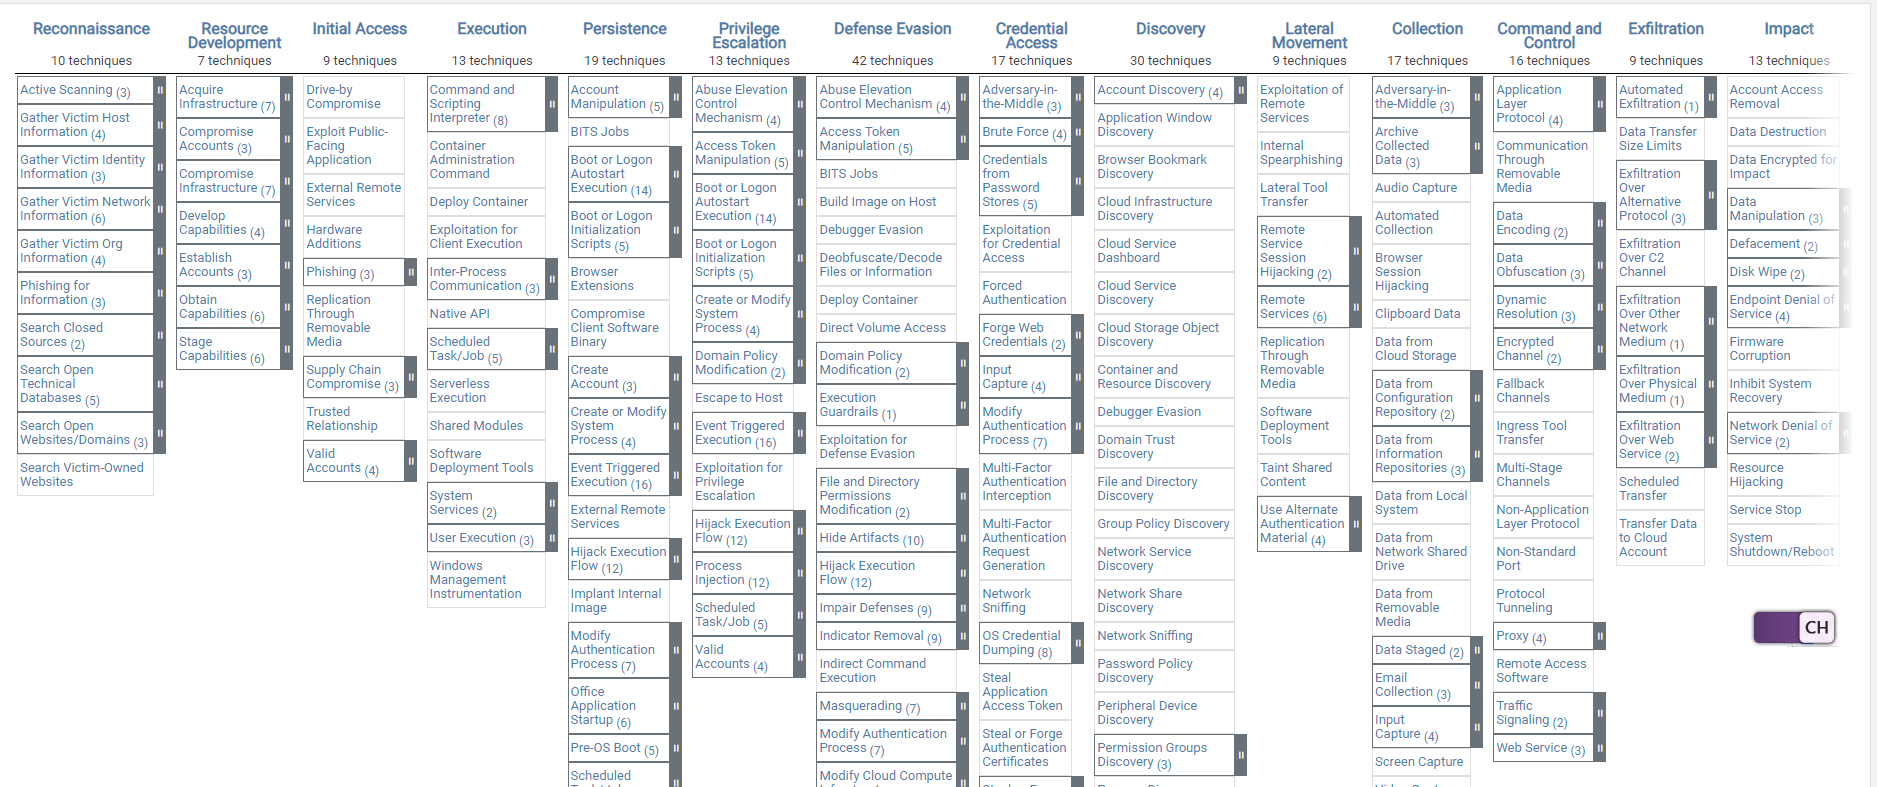 Reconnaissance
10 techniques
Active Scanning (3)
Gather Victim Host
Information (4)
Gather Victim Identity
Information (3)
Gather Victim Network
Information (6)
Gather Victim Org
Information (4)
Phishing for
Information (3)
Search Closed
Sources (2)
Search Open
Technical
Databases (5)
Search Open
Websites/Domains (3)
Search Victim-Owned
Websites
Resource
Development
7 techniques
Acquire
Infrastructure (7)
Compromise
Accounts (3)
Compromise
Infrastructure (7)
Develop
Capabilities (4)
Establish
Accounts (3)
Obtain
Capabilities (6)
Stage
Capabilities (6)
Initial Access
9 techniques
Drive-by
Compromise
Exploit Public-
Facing
Application
External Remote
Services
Hardware
Additions
Phishing (3)
Replication
Through
Removable
Media
Supply Chain
Compromise (3)
Trusted
Relationship
Valid
Accounts (4)
Execution
13 techniques
Command and
Scripting
Interpreter (8)
Container
Administration
Command
Deploy Container
Exploitation for
Client Execution
Inter-Process
Communication (3)
Native API
Scheduled
Task/Job (5)
Serverless
Execution
Shared Modules
Software
Deployment Tools
System
Services (2)
User Execution (3)
Windows
Management
Instrumentation
Persistence
19 techniques
Account
Manipulation (5)
BITS Jobs
Boot or Logon
Autostart
Execution (14)
Boot or Logon
Initialization
Scripts (5)
Browser
Extensions
Compromise
Client Software
Binary
Create
Account (3)
Create or Modify
System
Process (4)
Event Triggered
Execution (16)
External Remote
Services
Hijack Execution
Flow (12)
Implant Internal
Image
Modify
Authentication
Process (7)
Office
Application
Startup (6)
Pre-OS Boot (5)
Scheduled
Privilege
Escalation
13 techniques
Abuse Elevation
Control
Mechanism (4)
Access Token
Manipulation (5)
Boot or Logon
Autostart
Execution (14)
Boot or Logon
Initialization
Scripts (5)
Create or Modify
System
Process (4)
Domain Policy
Modification (2)
Escape to Host
Event Triggered
Execution (16)
Exploitation for
Privilege
Escalation
Hijack Execution
Flow (12)
Process
Injection (12)
Scheduled
Task/Job (5)
Valid
Accounts (4)
Defense Evasion
42 techniques
Abuse Elevation
Control Mechanism (4)
Access Token
Manipulation (5)
BITS Jobs
Build Image on Host
Debugger Evasion
Deobfuscate/Decode
Files or Information
Deploy Container
Direct Volume Access
Domain Policy
Modification (2)
Execution
Guardrails (1)
Exploitation for
Defense Evasion
File and Directory
Permissions
Modification (2)
Hide Artifacts (10)
Hijack Execution
Flow (12)
Impair Defenses (9)
Indicator Removal (9)
Indirect Command
Execution
Masquerading (7)
Modify Authentication
Process (7)
Modify Cloud Compute
Credential
Access
17 techniques
Adversary-in-
the-Middle (3)
Brute Force (4)
Credentials
from
Password
Stores (5)
Exploitation
for Credential
Access
Forced
Authentication
Forge Web
Credentials (2)
Input
Capture (4)
Modify
Authentication
Process (7)
Multi-Factor
Authentication
Interception
Multi-Factor
Authentication
Request
Generation
Network
Sniffing
OS Credential
Dumping (8)
Steal
Application
Access Token
Steal or Forge
Authentication
Certificates
Discovery
30 techniques
Account Discovery (4)
Application Window
Discovery
Browser Bookmark
Discovery
Cloud Infrastructure
Discovery
Cloud Service
Dashboard
Cloud Service
Discovery
Cloud Storage Object
Discovery
Container and
Resource Discovery
Debugger Evasion
Domain Trust
Discovery
File and Directory
Discovery
Group Policy Discovery
Network Service
Discovery
Network Share
Discovery
Network Sniffing
Password Policy
Discovery
Peripheral Device
Discovery
Permission Groups
Discovery (3)
Lateral
Movement
9 techniques
Exploitation of
Remote
Services
Internal
Spearphishing
Lateral Tool
Transfer
Remote
Service
Session
Hijacking (2)
Remote
Services (6)
Replication
Through
Removable
Media
Software
Deployment
Tools
Taint Shared
Content
Use Alternate
Authentication
Material (4)
Collection
17 techniques
Adversary-in-
the-Middle (3)
Archive
Collected
Data (3)
Audio Capture
Automated
Collection
Browser
Session
Hijacking
Clipboard Data
Data from
Cloud Storage
Data from
Configuration
Repository (2)
Data from
Information
Repositories (3)
Data from Local
System
Data from
Network Shared
Drive
Data from
Removable
Media
Data Staged (2)
Email
Collection (3)
Input
Capture (4)
Screen Capture
Command and
Control
16 techniques
Application
Layer
Protocol (4)
Communication
Through
Removable
Media
Data
Encoding (2)
Data
Obfuscation (3)
Dynamic
Resolution (3)
Encrypted
Channel (2)
Fallback
Channels
Ingress Tool
Transfer
Multi-Stage
Channels
Non-Application
Layer Protocol
Non-Standard
Port
Protocol
Tunneling
Proxy (4)
Remote Access
Software
Traffic
Signaling (2)
Web Service (3)
Exfiltration
9 techniques
Automated
Exfiltration (1)
Data Transfer
Size Limits
Exfiltration
Over
Alternative
Protocol (3)
Exfiltration
Over C2
Channel
Exfiltration
Over Other
Network
Medium (1)
Exfiltration
Over Physical
Medium (1)
Exfiltration
Over Web
Service (2)
Scheduled
Transfer
Transfer Data
to Cloud
Account
Impact
13 techniques
Account Access
Removal
Data Destruction
Data Encrypted for
Impact
Data
Manipulation (3)
Defacement (2)
Disk Wipe (2)
Endpoint Denial of
Service (4)
Firmware
Corruption
Inhibit System
Recovery
Network Denial of
Service (2)
Resource
Hijacking
Service Stop
System
Shutdown/Reboot
CH